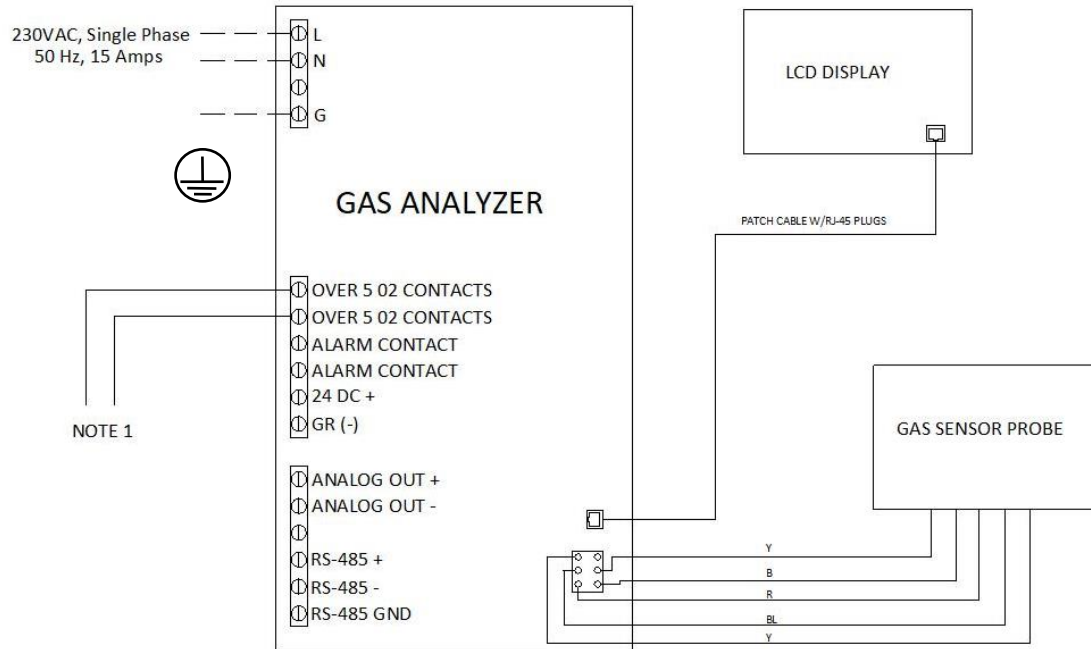 230VAC, Single Phase
50 Hz, 15 Amps
L
N
G
LCD DISPLAY
GAS ANALYZER
PATCH CABLE W/RJ-45 PLUGS
OVER 5 02 CONTACTS
OVER 5 02 CONTACTS
ALARM CONTACT
ALARM CONTACT
24 DC +
GR (-)
NOTE 1
GAS SENSOR PROBE
ANALOG OUT +
ANALOG OUT -
RS-485 +
RS-485 -
RS-485 GND
Y
B
R
BL
Y